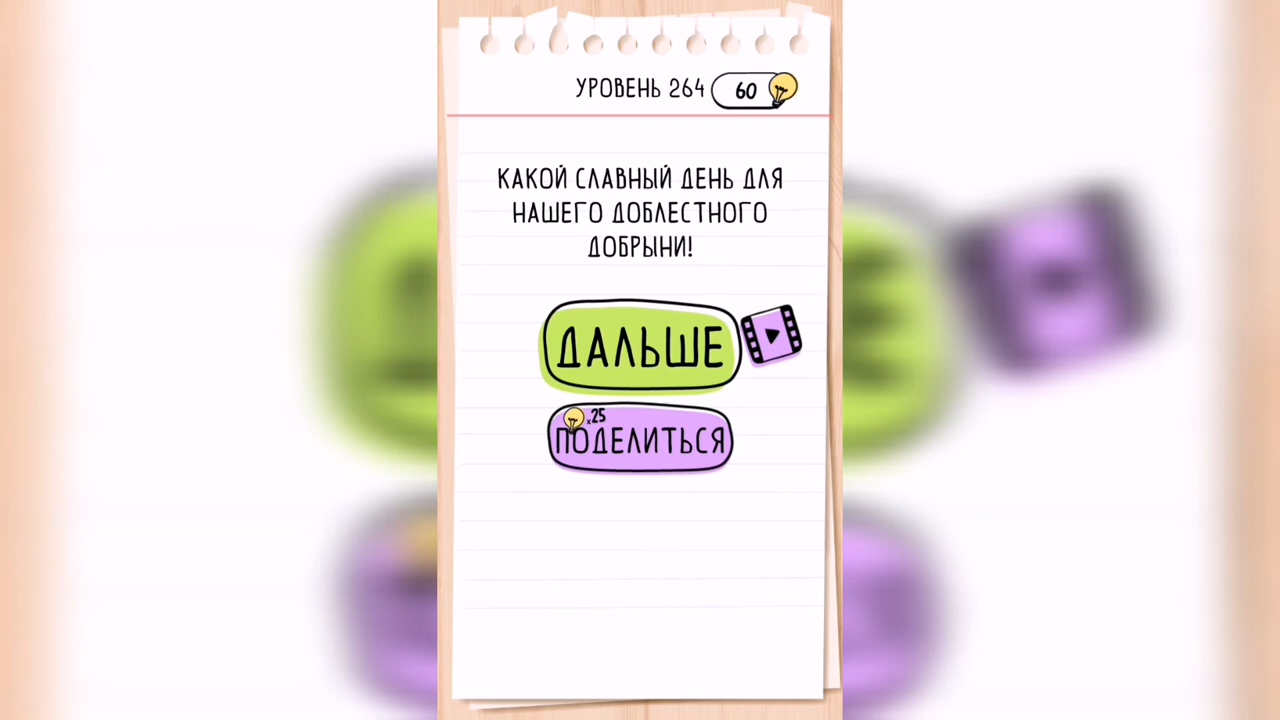 УРОВЕНЬ 264
60
КАКОЙ СЛАВНЫЙ ДЕНЬ ДЛЯ
НАШЕГО ДОБЛЕСТНОГО
ДОБРЫНИ!
ДАЛЬШЕ
x25
ПОДЕЛИТЬСЯ